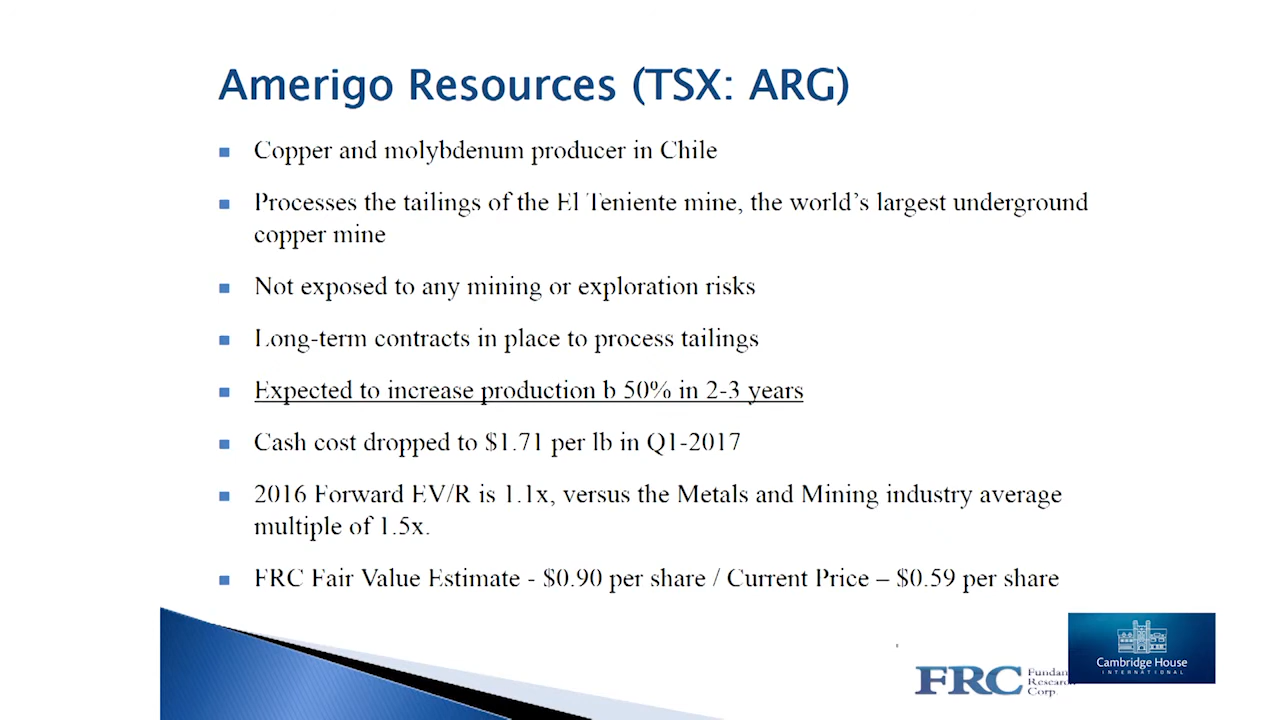 Amerigo Resources (TSX: ARG)
Copper and molybdenum producer in Chile
Processes the tailings of the El Teniente mine, the world’s largest underground
copper mine
Not exposed to any mining or exploration risks
Long-term contracts in place to process tailings
Expected to increase production b 50% in 2-3 years
Cash cost dropped to $1.71 per lb in Q1-2017
2016 Forward EV/R is 1.1x, versus the Metals and Mining industry average
multiple of 1.5x.
FRC Fair Value Estimate - $0.90 per share / Current Price – $0.59 per share
FRC
Research
Corp.
Cambridge House
INTERNATIONAL